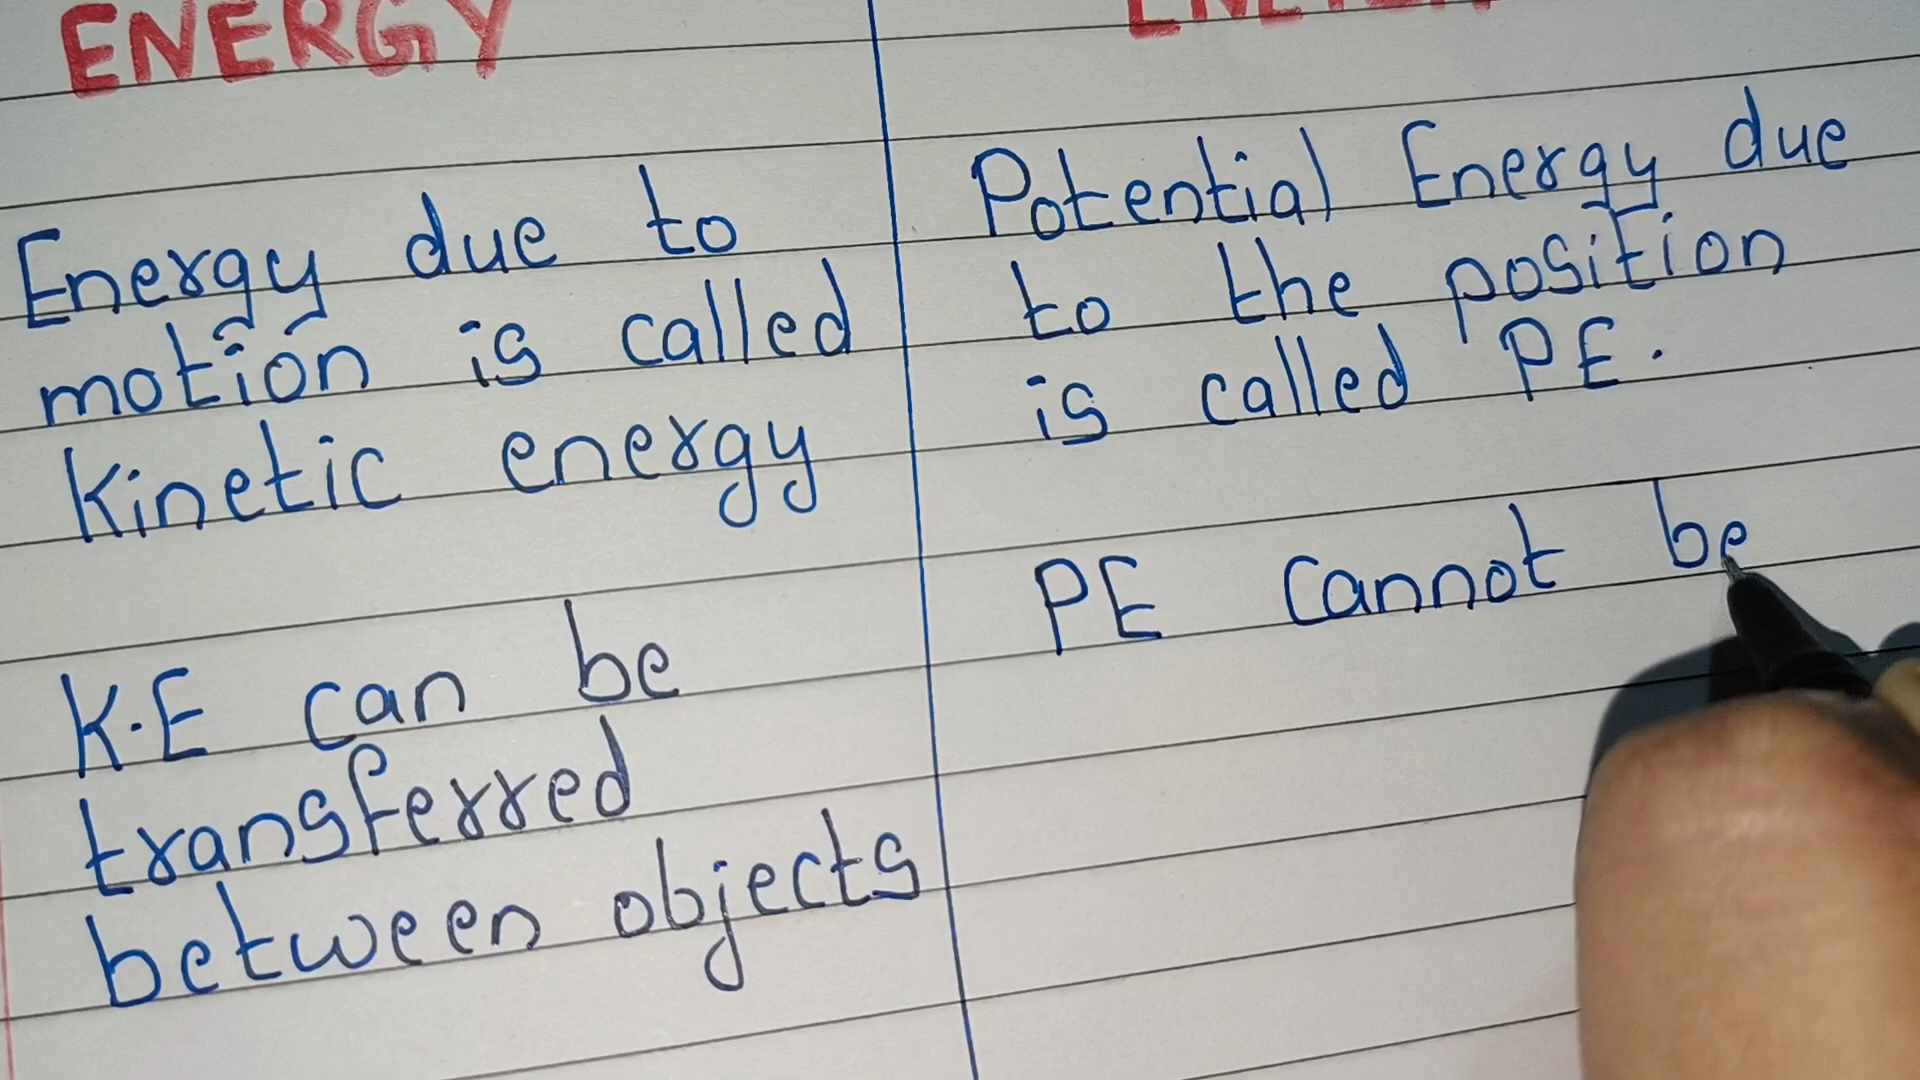 ENERGY
Energy due to
motion is called
Kinetic energy
K.E can be
transferred
between objects
ENERGY
Potential Energy due
to the position
is called PE.
PE cannot be